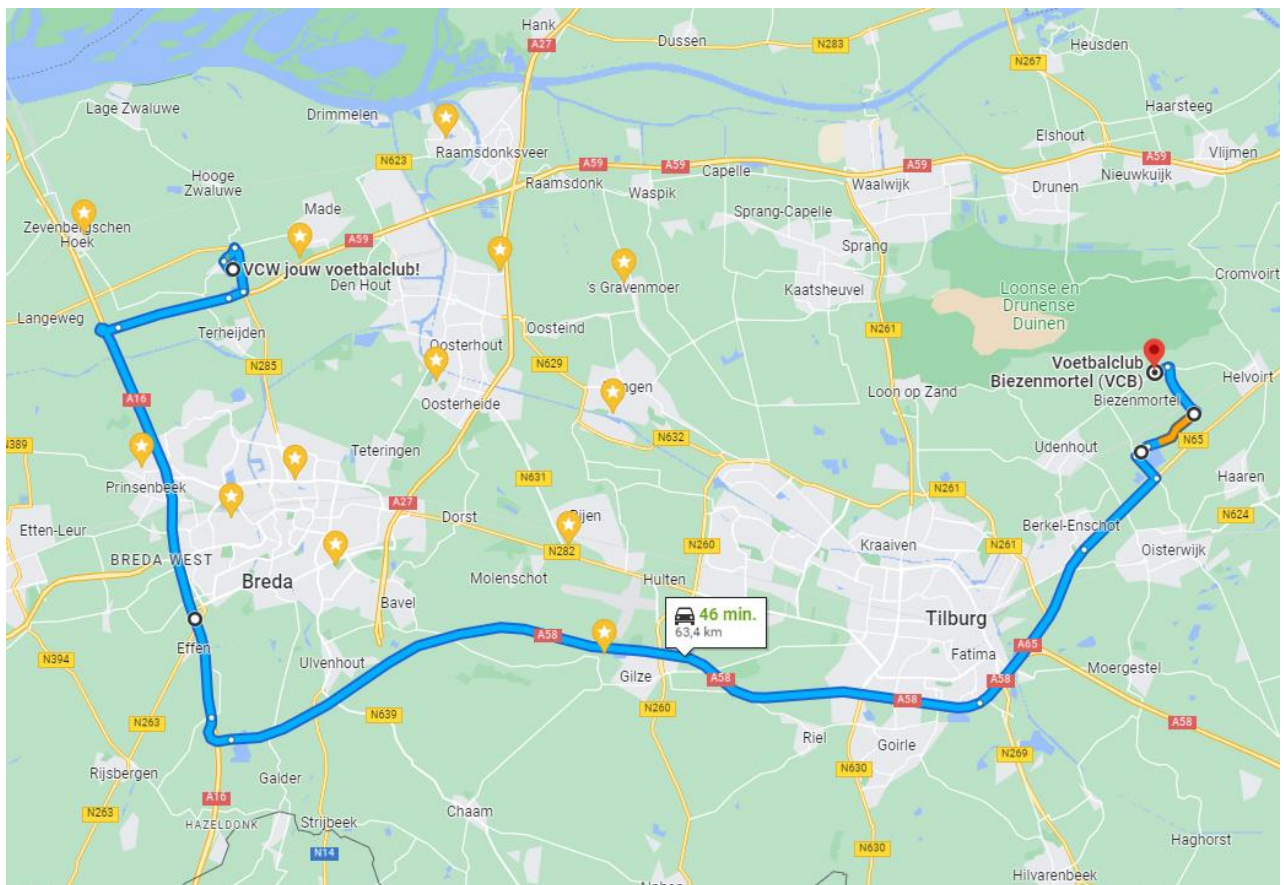 Hank
A27
Dussen
N283
Heusden
N267
Lage Zwaluwe
Drimmelen
Haarsteeg
Elshout
Vlijmen
N623
Raamsdonksveer
A59
A59
A59
N59
A59
Nieuwkuijk
Hooge
Zwaluwe
Raamsdonk
Waspik
Capelle
Waalwijk
Drunen
Made
Sprang-Capelle
Zevenbergschen
Hoek
A59
Sprang
VCW jouw voetbalclub!
Den Hout
's Gravenmoer
Kaatsheuvel
Loonse en
Drunense
Duinen
Cromvoirt
Langeweg
Terheijden
Oosteind
N261
Oosterhout
N285
N629
Voetbalclub
Biezenmortel (VCB)
Helvoirt
A16
Oosterheide
Loon op Zand
Biezenmortel
N389
N632
Udenhout
N65
Teteringen
N631
Haaren
Prinsenbeek
A27
N261
Etten-Leur
Dorst
N624
Berkel-Enschot
BREDA WEST
N282
N260
Kraaiven
N261
Oisterwijk
Breda
Molenschot
Hulten
Bavel
46 min.
63,4 km
Tilburg
A58
Effen
A65
Fatima
N394
Ulvenhout
Gilze
Moergestel
A58
A58
A58
N639
N260
A58
N263
Riel
Goirle
N269
Rijsbergen
Galder
N630
A16
N263
Chaam
HAZELDONK
Strijbeek
Haghorst
N14
N630
Hilvarenbeek